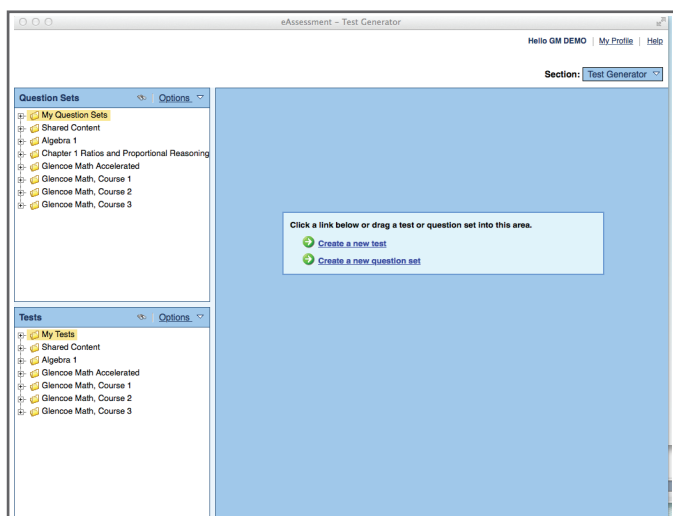 eAssessment – Test Generator
Hello GM DEMO | My Profile | Help
Section: Test Generator
Question Sets | Options
My Question Sets
Shared Content
Algebra 1
Chapter 1 Ratios and Proportional Reasoning
Glencoe Math Accelerated
Glencoe Math, Course 1
Glencoe Math, Course 2
Glencoe Math, Course 3
Click a link below or drag a test or question set into this area.
Create a new test
Create a new question set
Tests | Options
My Tests
Shared Content
Algebra 1
Glencoe Math Accelerated
Glencoe Math, Course 1
Glencoe Math, Course 2
Glencoe Math, Course 3